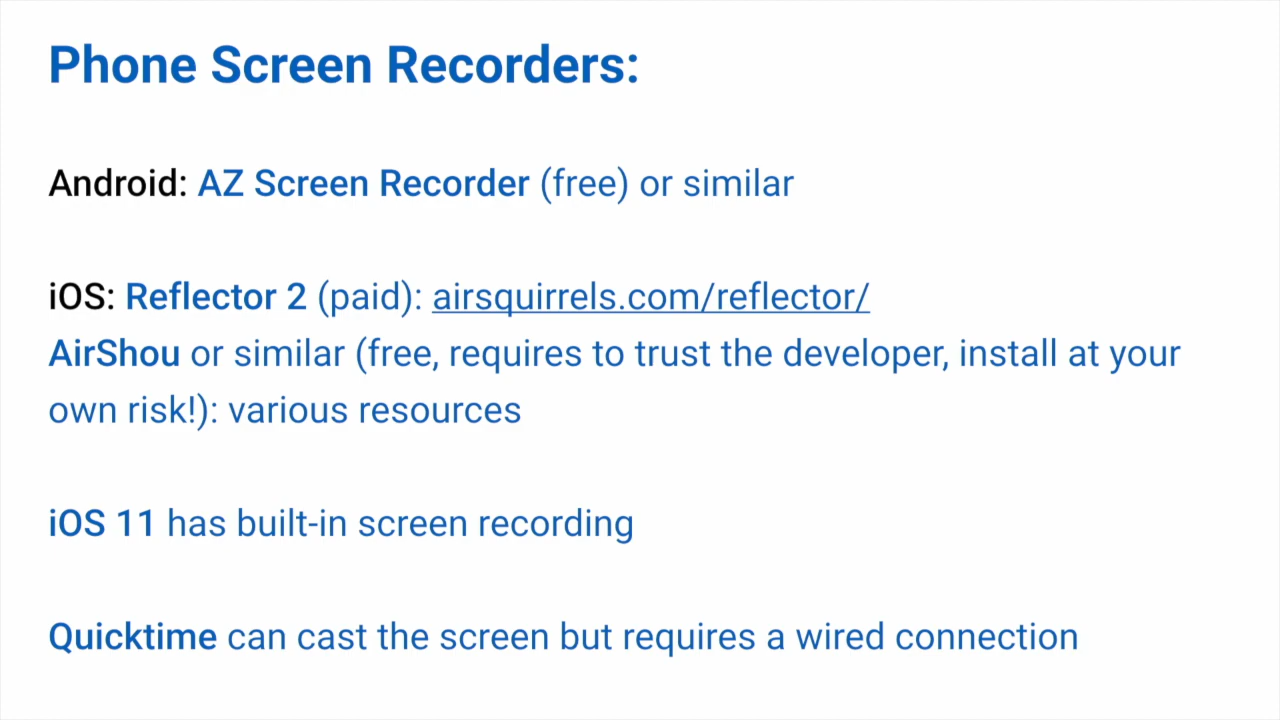 Phone Screen Recorders:
Android: AZ Screen Recorder (free) or similar
iOS: Reflector 2 (paid): airsquirrels.com/reflector/
AirShou or similar (free, requires to trust the developer, install at your
own risk!): various resources
iOS 11 has built-in screen recording
Quicktime can cast the screen but requires a wired connection